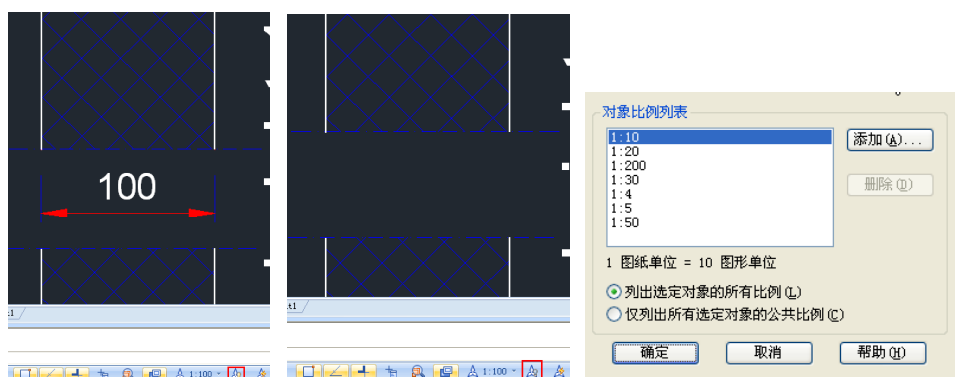 100
1:100
1:100
对象比例列表
1:10
1:20
1:200
1:30
1:4
1:5
1:50
添加(A)...
删除(D)
1 图纸单位 = 10 图形单位
列出选定对象的所有比例(L)
仅列出所有选定对象的公共比例(C)
确定
取消
帮助(H)